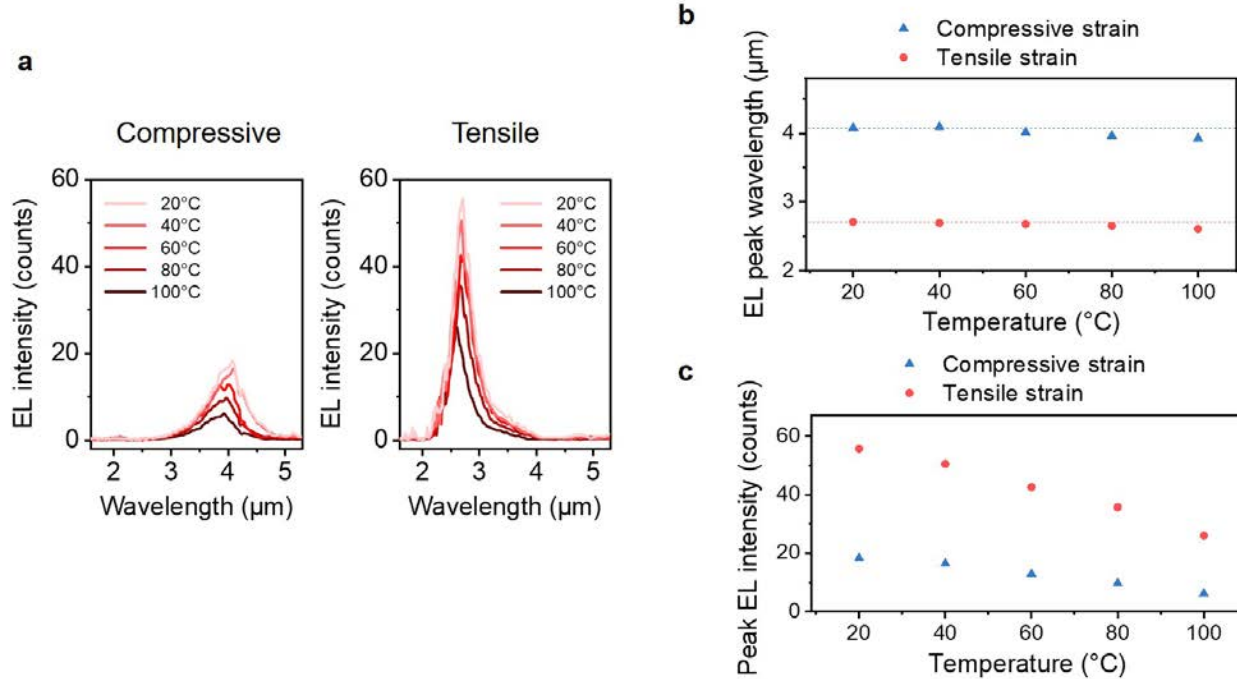 a
Compressive
Tensile
EL intensity (counts)
60
40
20
0
20°C
40°C
60°C
80°C
100°C
2
3
4
5
Wavelength (µm)
EL intensity (counts)
60
40
20
0
20°C
40°C
60°C
80°C
100°C
2
3
4
5
Wavelength (µm)
b
Compressive strain
Tensile strain
EL peak wavelength (µm)
4
3
2
20
40
60
80
100
Temperature (°C)
c
Compressive strain
Tensile strain
Peak EL intensity (counts)
60
40
20
0
20
40
60
80
100
Temperature (°C)